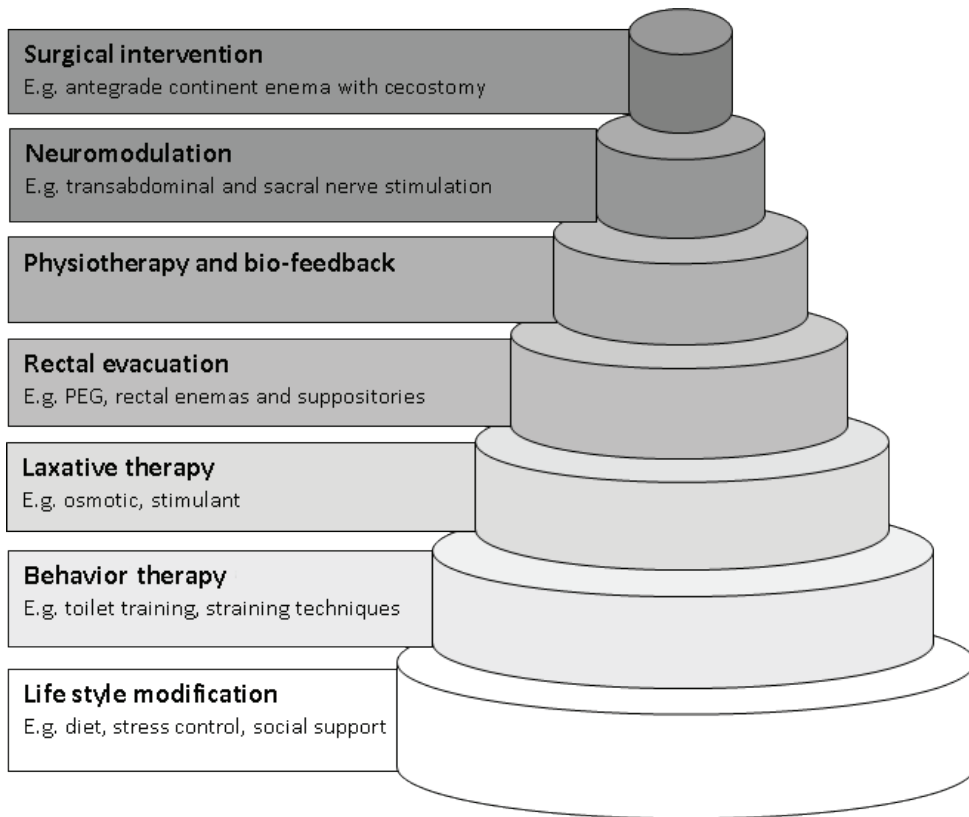 Surgical intervention
E.g. antegrade continent enema with cecostomy
Neuromodulation
E.g. transabdominal and sacral nerve stimulation
Physiotherapy and bio-feedback
Rectal evacuation
E.g. PEG, rectal enemas and suppositories
Laxative therapy
E.g. osmotic, stimulant
Behavior therapy
E.g. toilet training, straining techniques
Life style modification
E.g. diet, stress control, social support